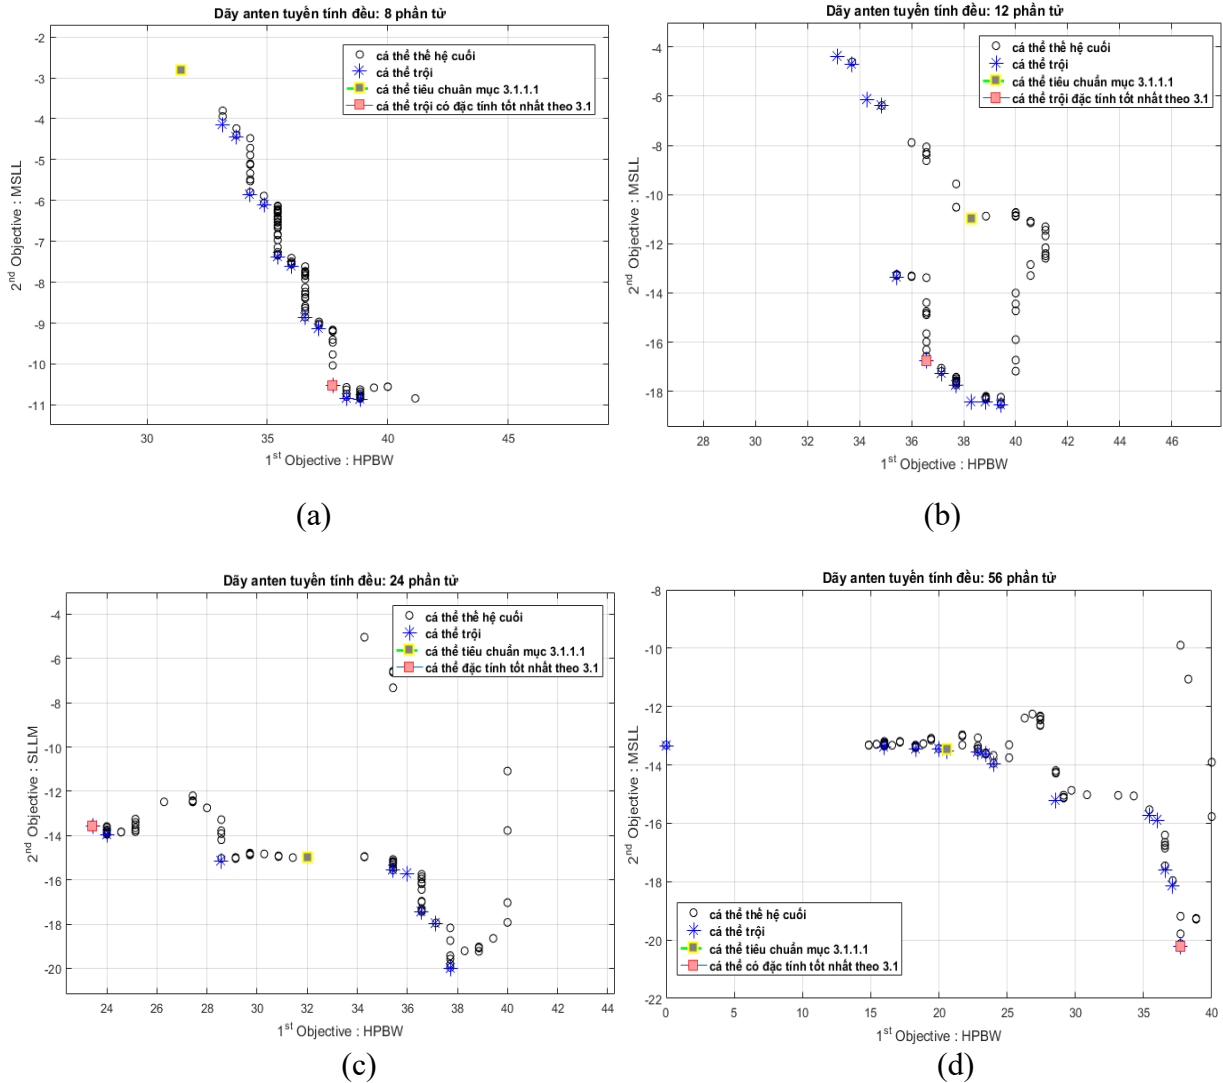 Dãy anten tuyến tính đều: 8 phần tử
cá thể thế hệ cuối
cá thể trội
cá thể tiêu chuẩn mục 3.1.1.1
cá thể trội có đặc tính tốt nhất theo 3.1
-2
-3
-4
-5
-6
-7
-8
-9
-10
-11
2nd Objective : MSLL
30
35
40
45
1st Objective : HPBW
(a)
Dãy anten tuyến tính đều: 12 phần tử
cá thể thế hệ cuối
cá thể trội
cá thể tiêu chuẩn mục 3.1.1.1
cá thể trội đặc tính tốt nhất theo 3.1
-4
-6
-8
-10
-12
-14
-16
-18
2nd Objective : MSLL
28
30
32
34
36
38
40
42
44
46
1st Objective : HPBW
(b)
Dãy anten tuyến tính đều: 24 phần tử
cá thể thế hệ cuối
cá thể trội
cá thể tiêu chuẩn mục 3.1.1.1
cá thể đặc tính tốt nhất theo 3.1
-4
-6
-8
-10
-12
-14
-16
-18
-20
2nd Objective : SLLM
24
26
28
30
32
34
36
38
40
42
44
1st Objective : HPBW
(c)
Dãy anten tuyến tính đều: 56 phần tử
-8
-10
-12
-14
-16
-18
-20
-22
2nd Objective : MSLL
cá thể thế hệ cuối
cá thể trội
cá thể tiêu chuẩn mục 3.1.1.1
cá thể có đặc tính tốt nhất theo 3.1
0
5
10
15
20
25
30
35
40
1st Objective : HPBW
(d)